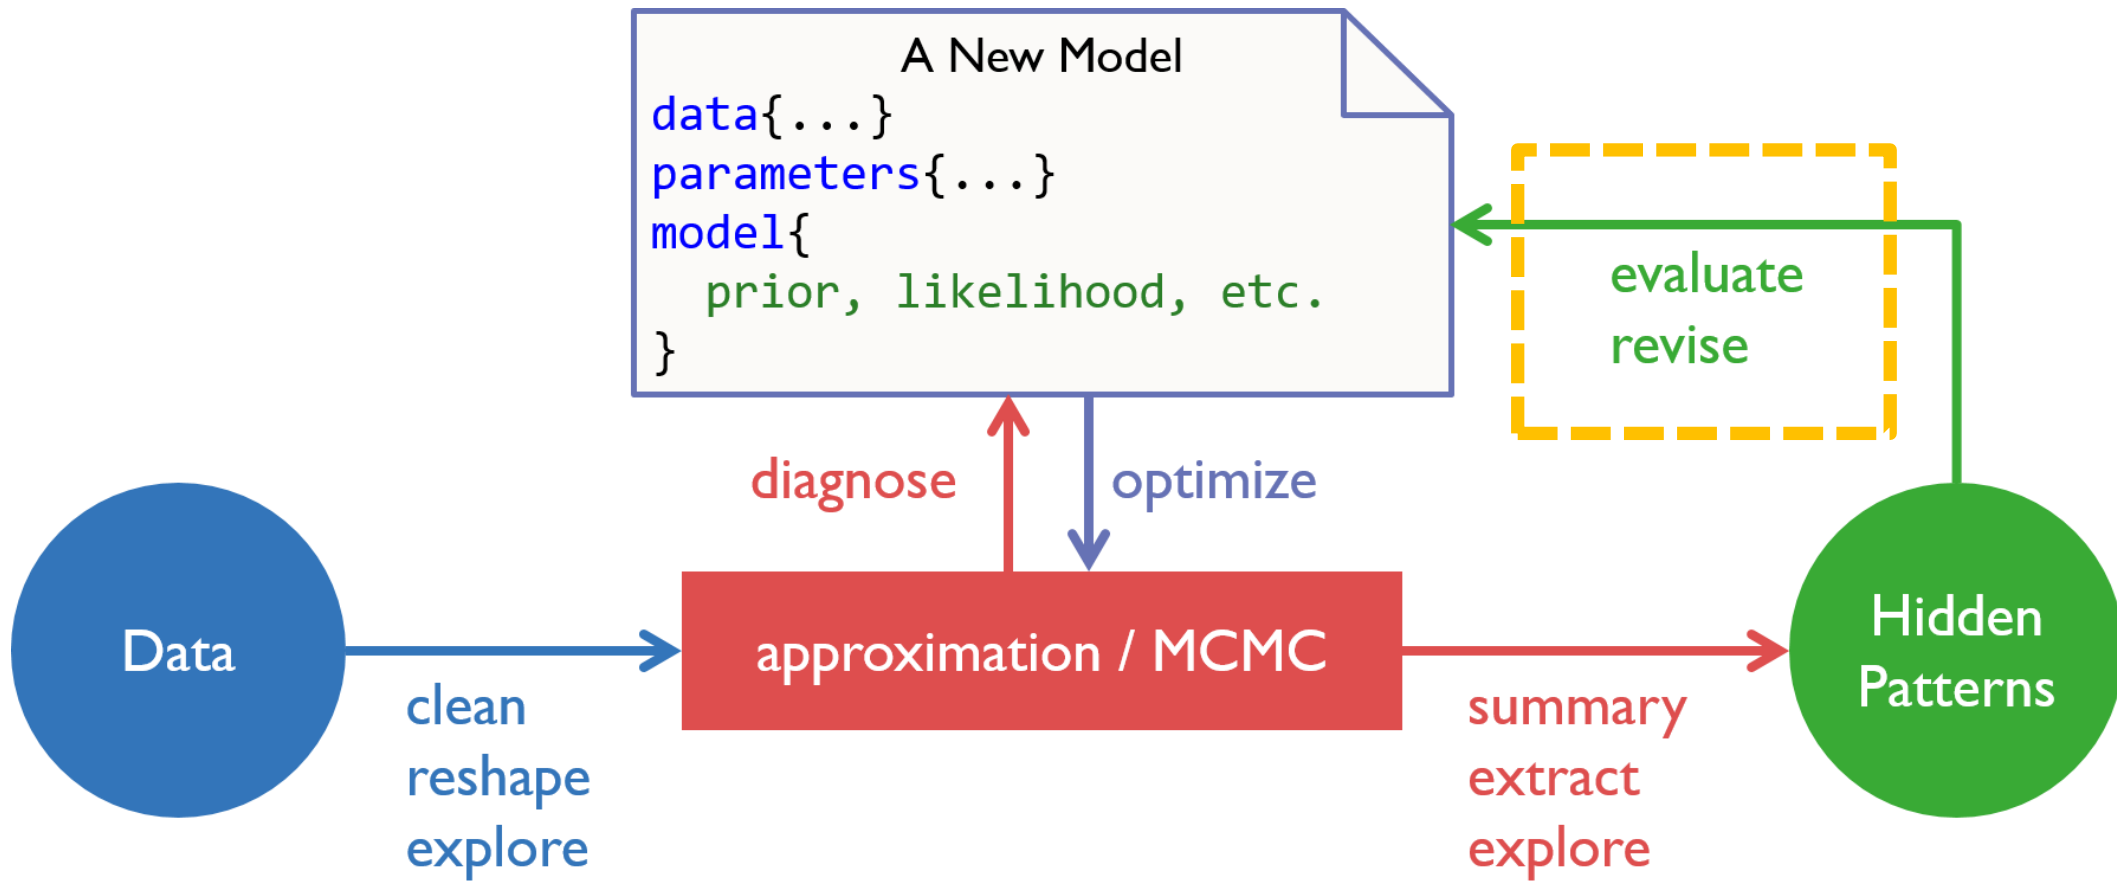 A New Model
data{...}
parameters{...}
model{
prior, likelihood, etc.
}
evaluate
revise
diagnose
optimize
Data
clean
reshape
explore
approximation / MCMC
summary
extract
explore
Hidden
Patterns